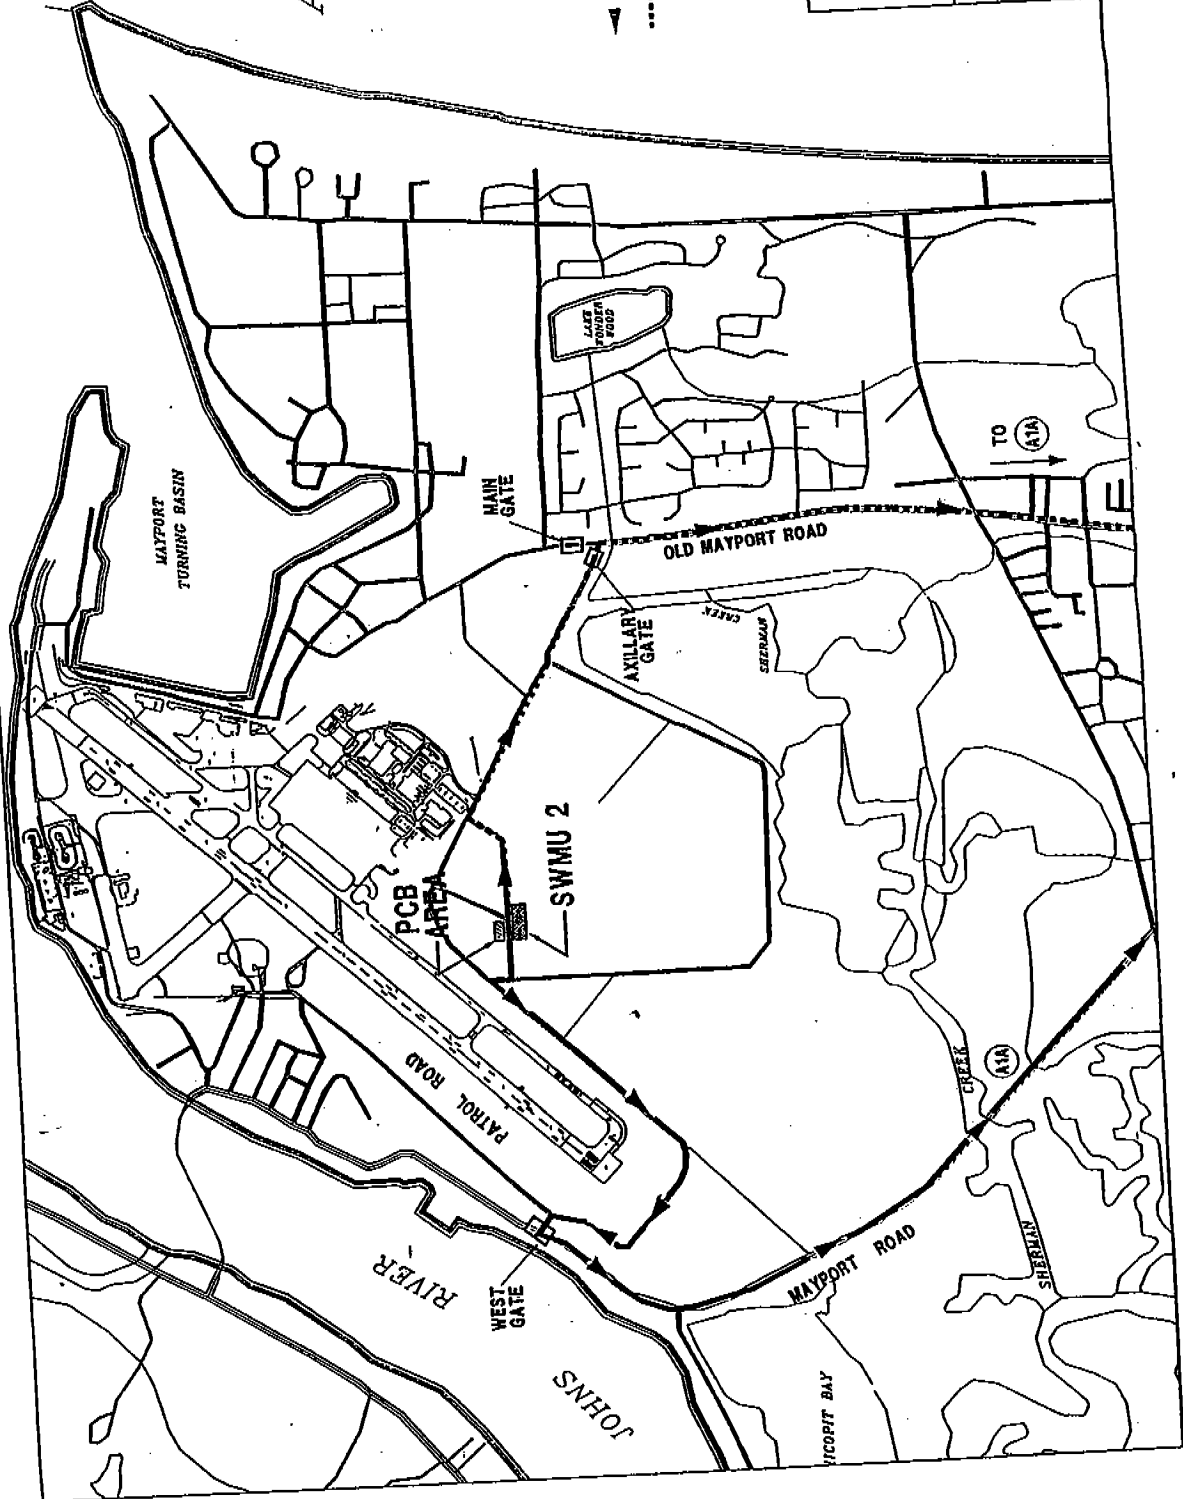 MAYPORT
TURNING BASIN
LAKE
WONDER
WOOD
TO
A1A
MAIN
GATE
OLD MAYPORT ROAD
AXILLARY
GATE
CREEK
SHERMAN
PCB
AREA
SWMU 2
PATROL ROAD
CREEK
A1A
SHERMAN
MAYPORT ROAD
WEST
GATE
RIVER
JOHNS
ICOPIT BAY